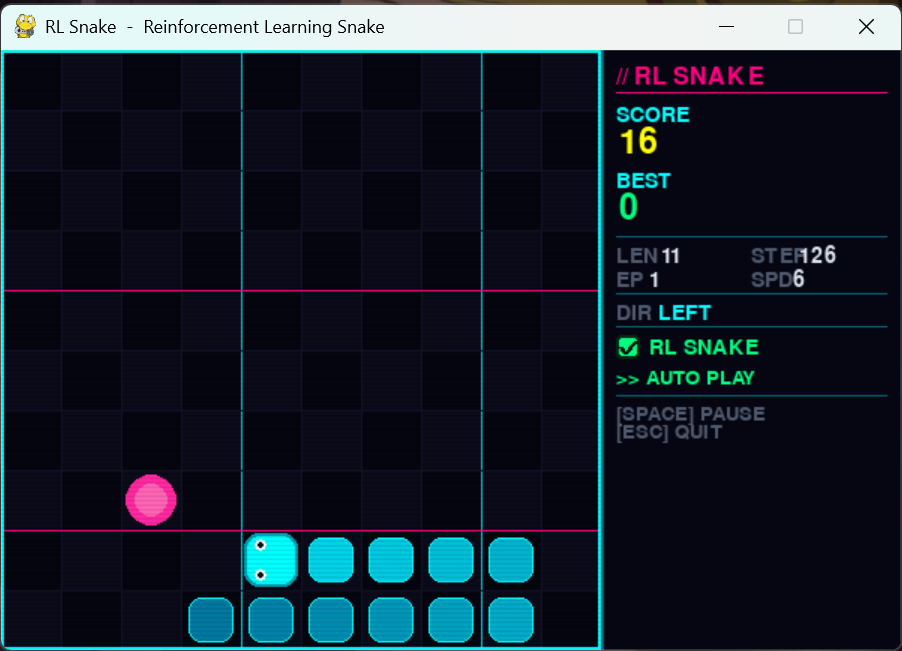 RL Snake - Reinforcement Learning Snake
// RL SNAKE
SCORE
16
BEST
0
LEN 11 STEP 126
EP 1 SPD 6
DIR LEFT
RL SNAKE
>> AUTO PLAY
[SPACE] PAUSE
[ESC] QUIT